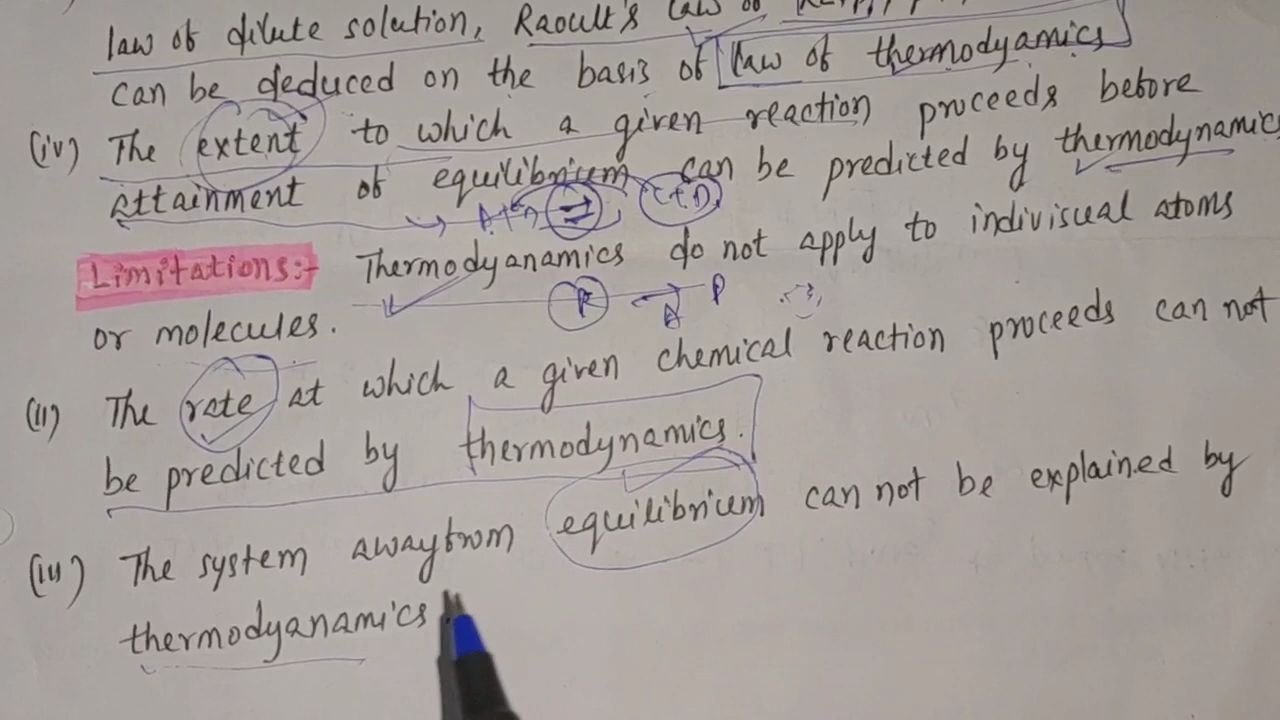 law of dilute solution, Raoult's law of
can be deduced on the basis of law of thermodyamics
(iv) The extent to which a given reaction proceeds before
attainment of equilibrium can be predicted by thermodynamics
Limitations:- Thermodyanamics do not apply to indivisual atoms
or molecules.
R ⇌ P
(ii) The rate at which a given chemical reaction proceeds can not
be predicted by thermodynamics.
(iii) The system awayfrom equilibrium can not be explained by
thermodyanamics